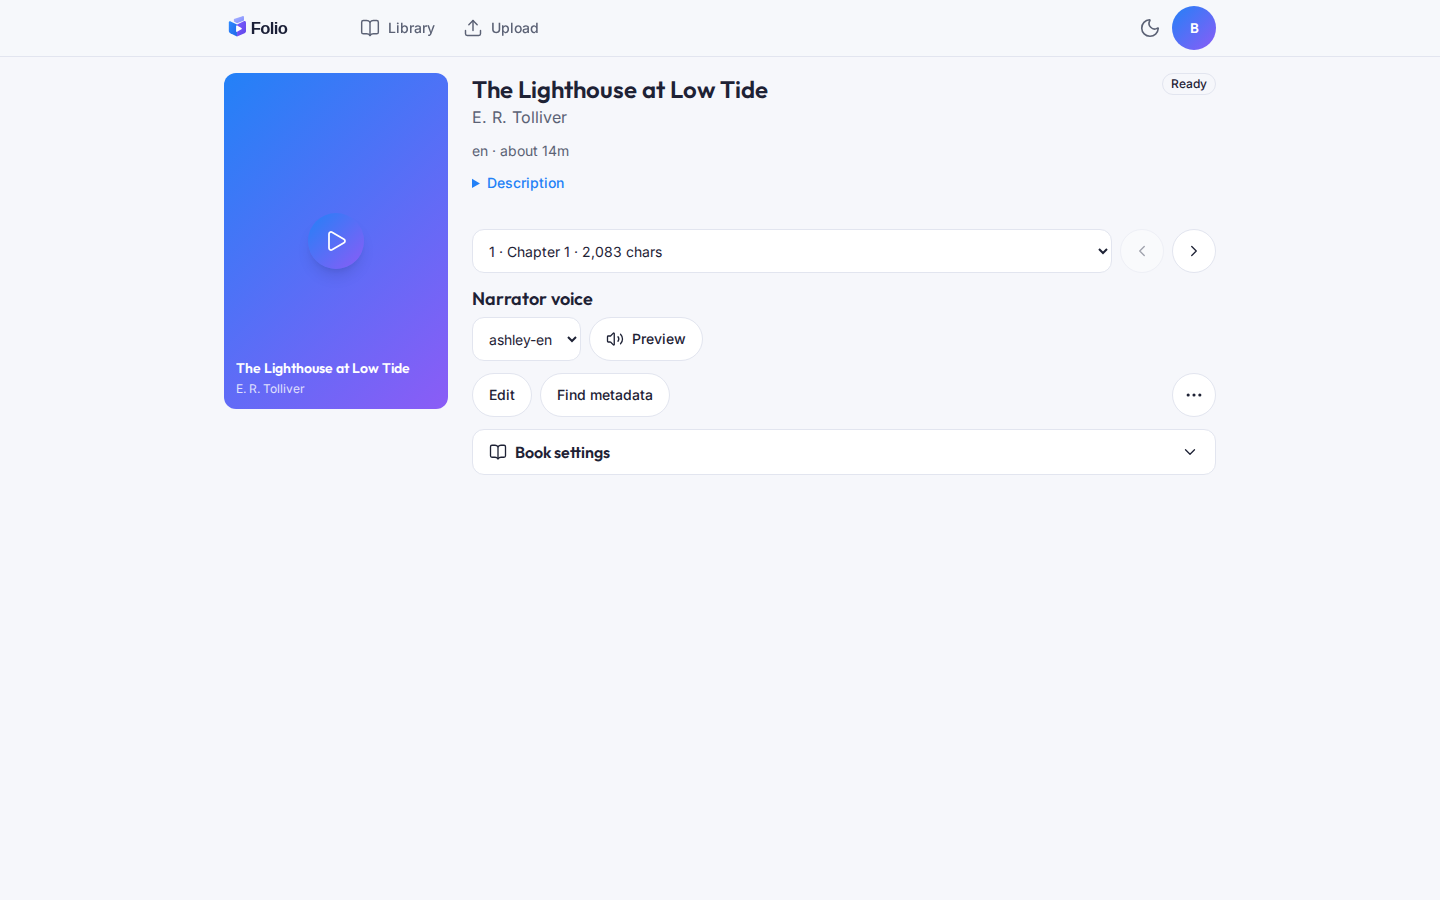 Folio
Library
Upload
B
The Lighthouse at Low Tide
E. R. Tolliver
The Lighthouse at Low Tide
Ready
E. R. Tolliver
en · about 14m
Description
1 · Chapter 1 · 2,083 chars
Narrator voice
ashley-en
Preview
Edit
Find metadata
Book settings